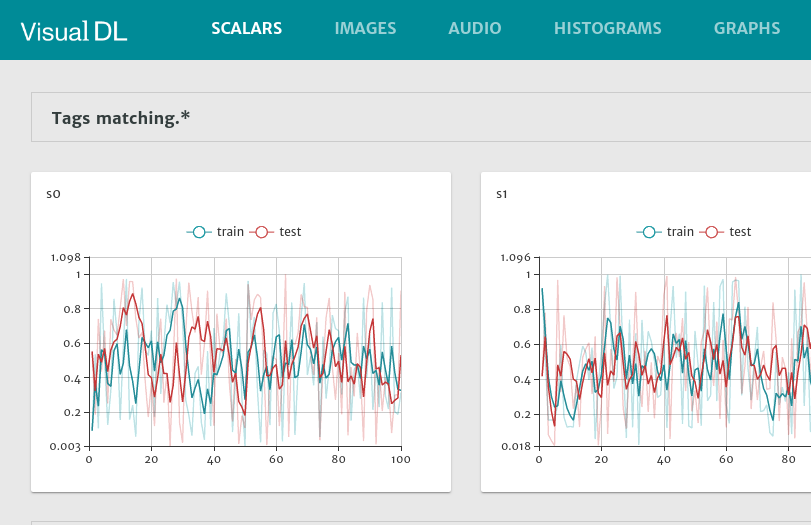 Visual DL SCALARS IMAGES AUDIO HISTOGRAMS GRAPHS
Tags matching.*
s0
train test
1.098
1
0.8
0.6
0.4
0.2
0.003
0 20 40 60 80 100
s1
train test
1.096
1
0.8
0.6
0.4
0.2
0.018
0 20 40 60 80